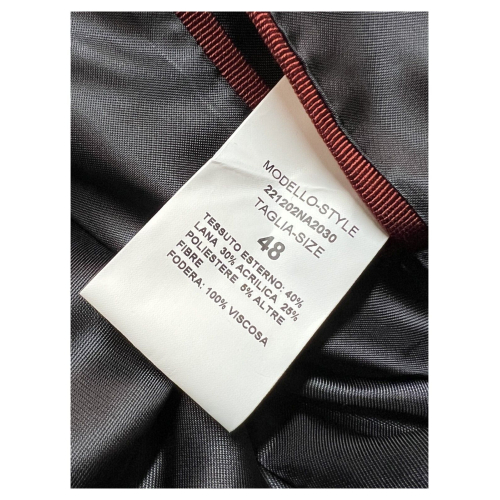 MODELLO-STYLE
221202NA2030
TAGLIA-SIZE
48
TESSUTO ESTERNO: 40%
LANA 30% ACRILICA 25%
POLIESTERE 5% ALTRE
FIBRE
FODERA: 100% VISCOSA